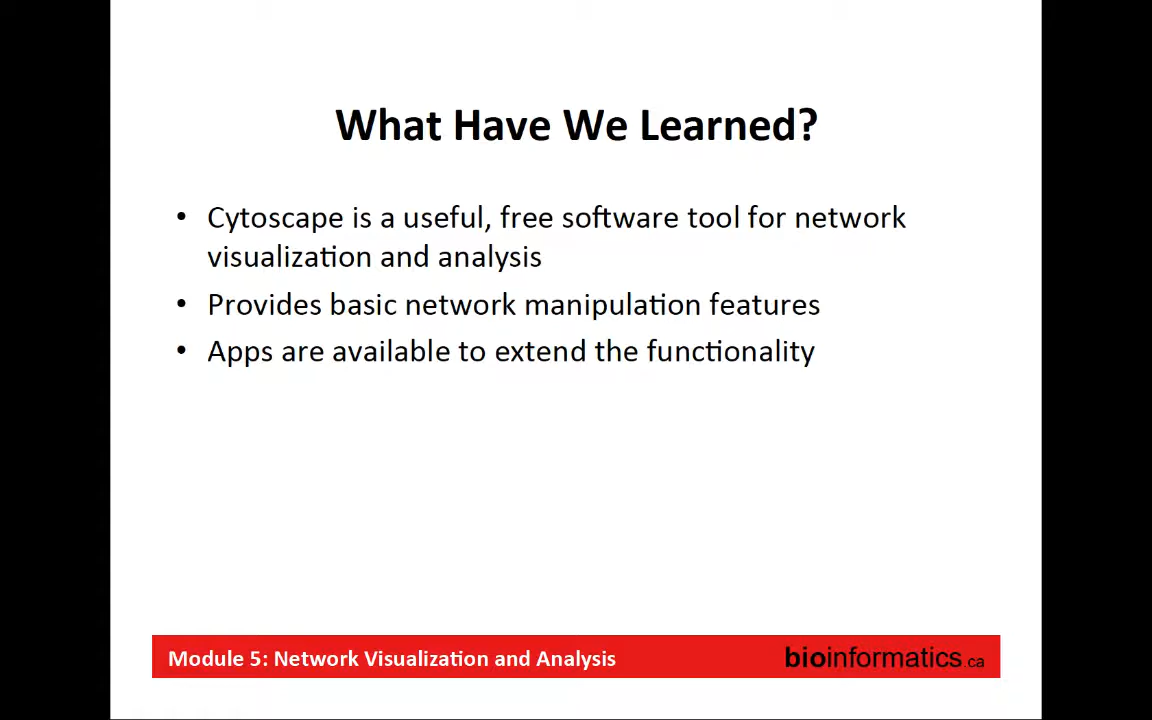 What Have We Learned?
• Cytoscape is a useful, free software tool for network
visualization and analysis
• Provides basic network manipulation features
• Apps are available to extend the functionality
Module 5: Network Visualization and Analysis
bioinformatics.ca